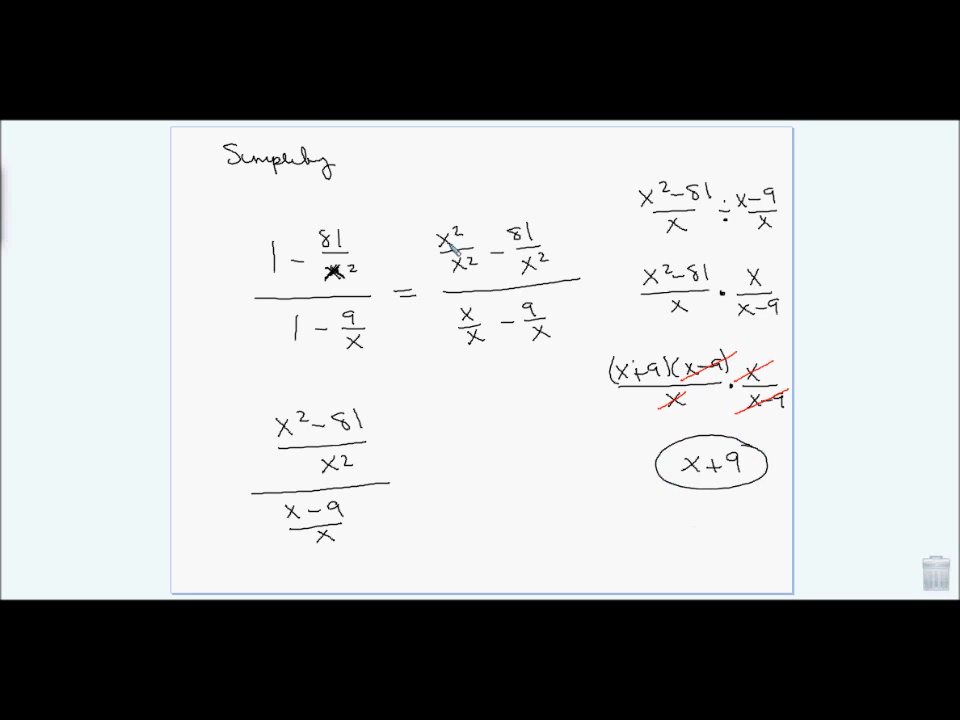 Simplify
1 - 81/x² / 1 - 9/x = x²/x² - 81/x² / x/x - 9/x
x² - 81 / x² / x - 9 / x
x² - 81 / x ÷ x - 9 / x
x² - 81 / x · x / x - 9
(x + 9)(x - 9) / x · x / x - 9
x + 9